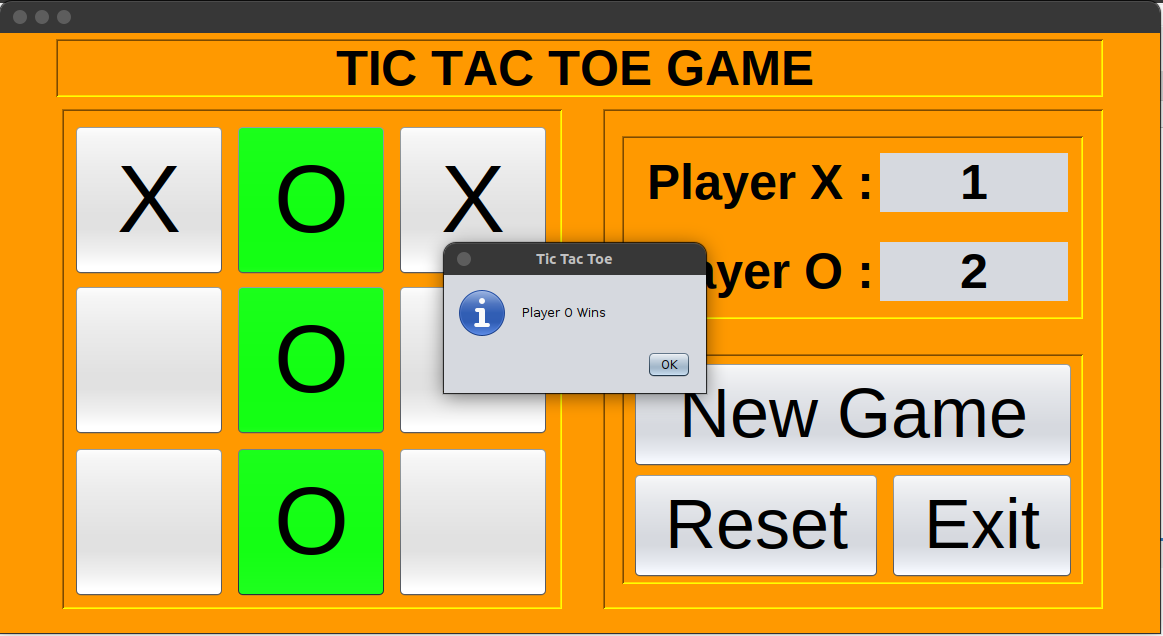 TIC TAC TOE GAME
X O X
Player X : 1
Tic Tac Toe
Player O Wins
OK
ayer O : 2
O
O
New Game
Reset Exit